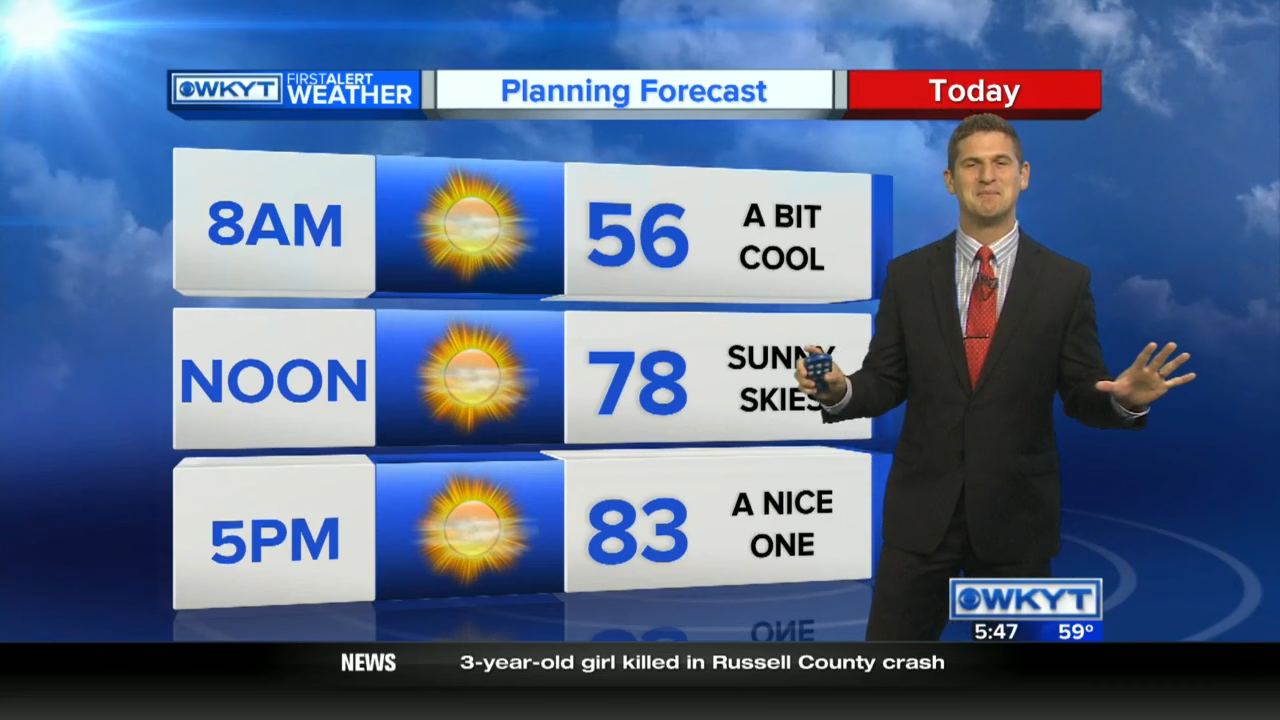 WKYT FIRST ALERT WEATHER
Planning Forecast
Today
8AM
56
A BIT
COOL
NOON
78
SUNNY
SKIES
5PM
83
A NICE
ONE
WKYT
5:47 59°
NEWS 3-year-old girl killed in Russell County crash